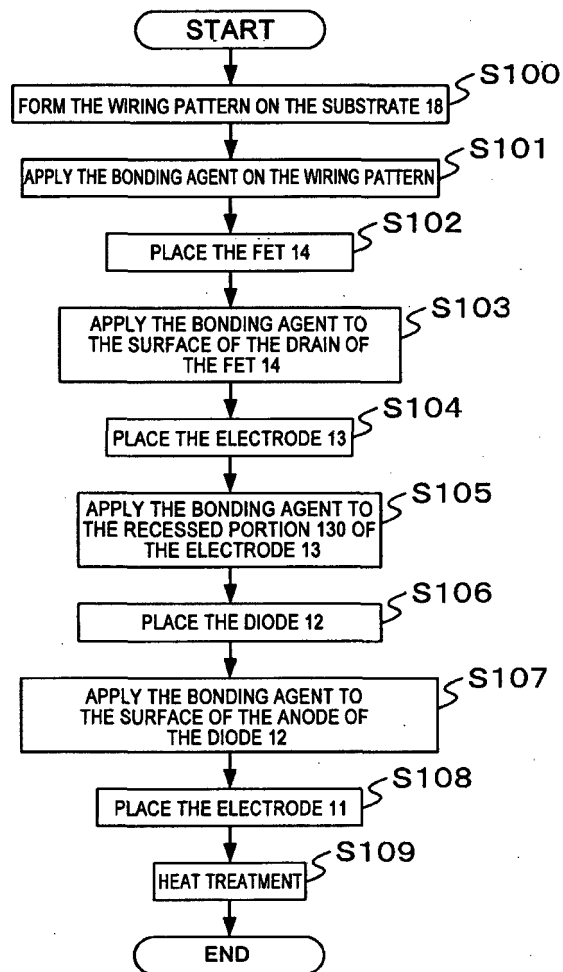 START
S100
FORM THE WIRING PATTERN ON THE SUBSTRATE 18
S101
APPLY THE BONDING AGENT ON THE WIRING PATTERN
S102
PLACE THE FET 14
S103
APPLY THE BONDING AGENT TO
THE SURFACE OF THE DRAIN OF
THE FET 14
S104
PLACE THE ELECTRODE 13
S105
APPLY THE BONDING AGENT TO
THE RECESSED PORTION 130 OF
THE ELECTRODE 13
S106
PLACE THE DIODE 12
S107
APPLY THE BONDING AGENT TO
THE SURFACE OF THE ANODE OF
THE DIODE 12
S108
PLACE THE ELECTRODE 11
S109
HEAT TREATMENT
END